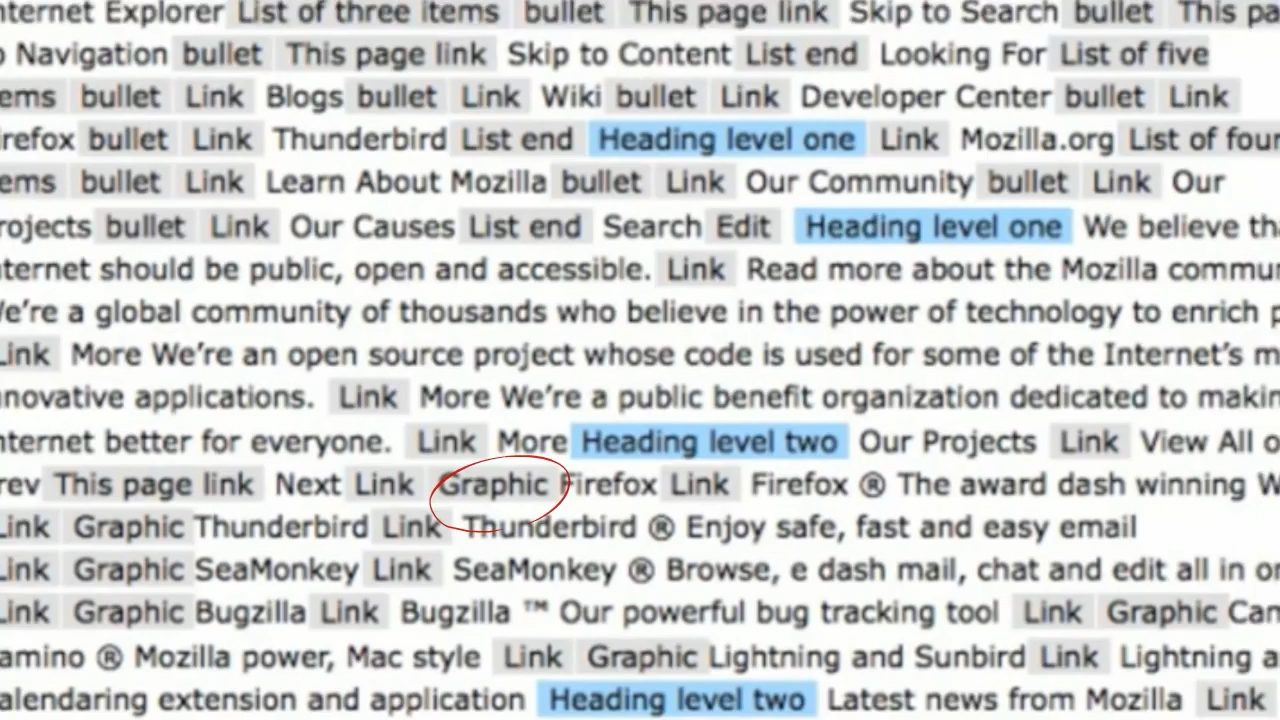 nternet Explorer List of three items bullet This page link Skip to Search bullet This pa
o Navigation bullet This page link Skip to Content List end Looking For List of five
ems bullet Link Blogs bullet Link Wiki bullet Link Developer Center bullet Link
irefox bullet Link Thunderbird List end Heading level one Link Mozilla.org List of four
ems bullet Link Learn About Mozilla bullet Link Our Community bullet Link Our
rojects bullet Link Our Causes List end Search Edit Heading level one We believe tha
nternet should be public, open and accessible. Link Read more about the Mozilla commun
We’re a global community of thousands who believe in the power of technology to enrich p
Link More We’re an open source project whose code is used for some of the Internet’s m
nnovative applications. Link More We’re a public benefit organization dedicated to makin
nternet better for everyone. Link More Heading level two Our Projects Link View All o
rev This page link Next Link Graphic Firefox Link Firefox ® The award dash winning W
Link Graphic Thunderbird Link Thunderbird ® Enjoy safe, fast and easy email
Link Graphic SeaMonkey Link SeaMonkey ® Browse, e dash mail, chat and edit all in on
Link Graphic Bugzilla Link Bugzilla ™ Our powerful bug tracking tool Link Graphic Cam
amino ® Mozilla power, Mac style Link Graphic Lightning and Sunbird Link Lightning a
alendaring extension and application Heading level two Latest news from Mozilla Link